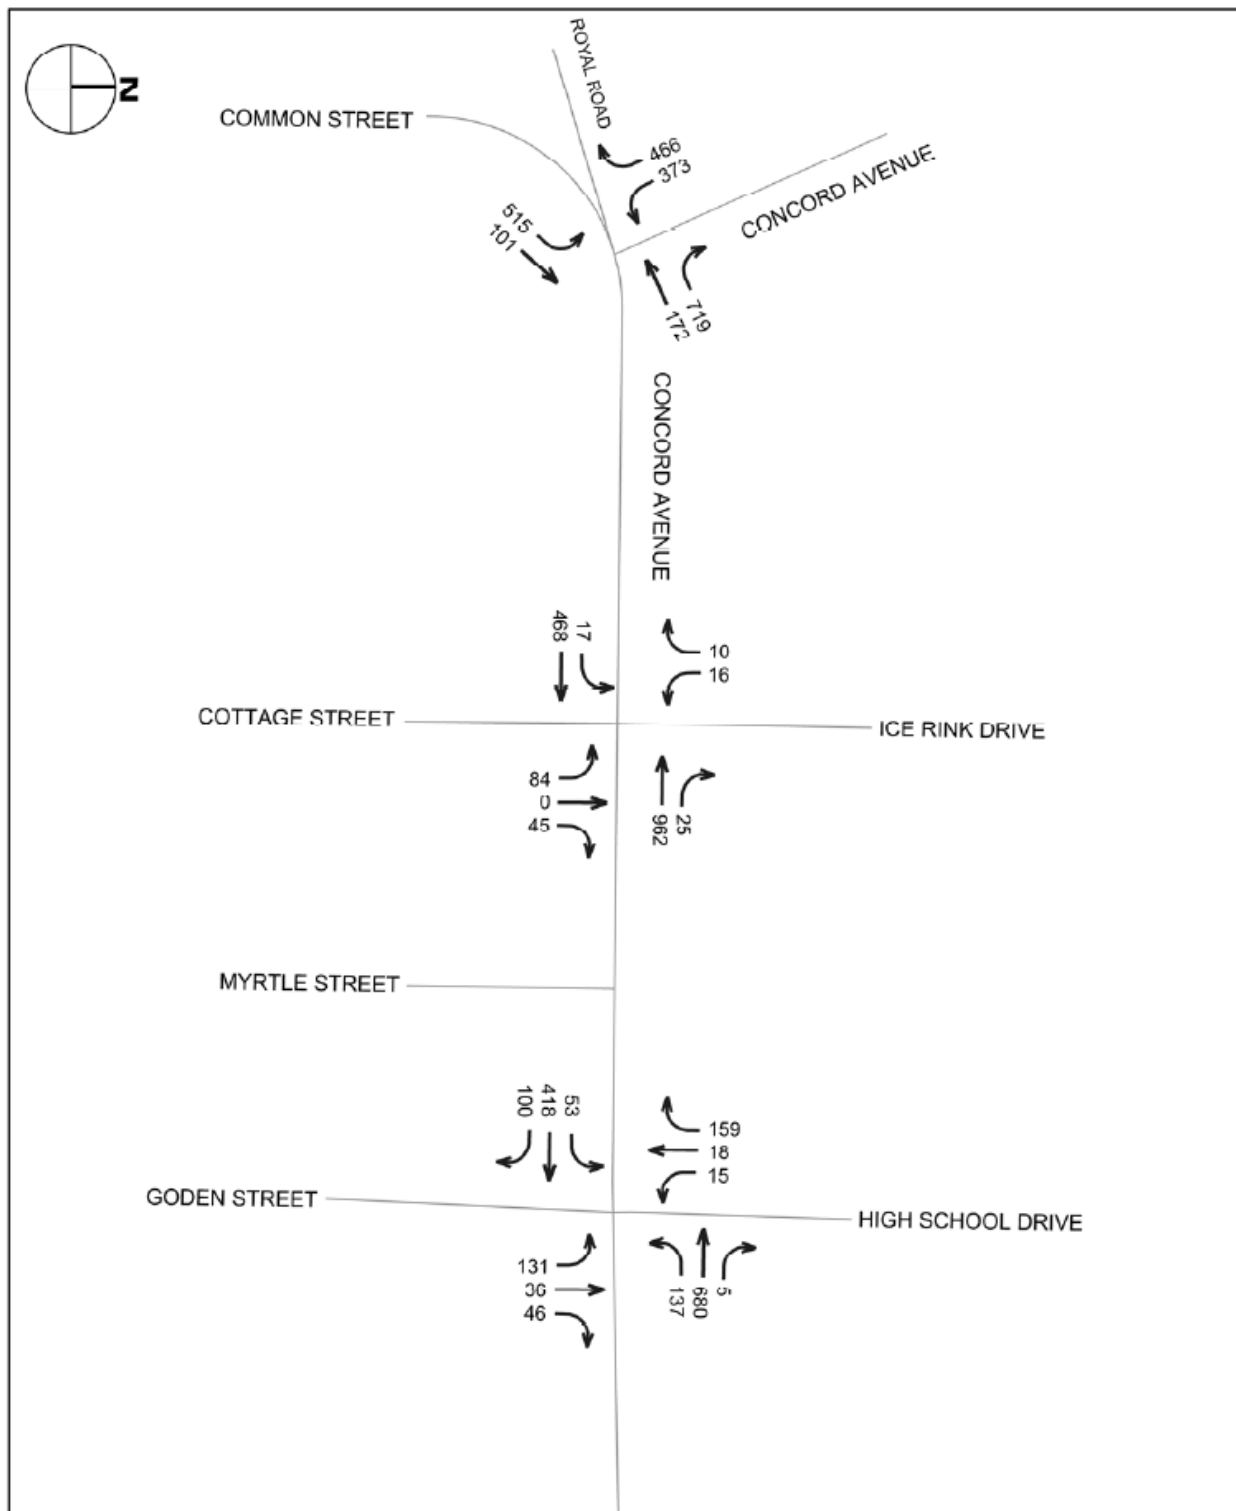 N
ROYAL ROAD
COMMON STREET
466
373
CONCORD AVENUE
515
101
719
172
CONCORD AVENUE
468
17
10
16
COTTAGE STREET
ICE RINK DRIVE
84
0
45
962
25
MYRTLE STREET
100
418
53
159
18
15
GODEN STREET
HIGH SCHOOL DRIVE
131
36
46
137
680
5